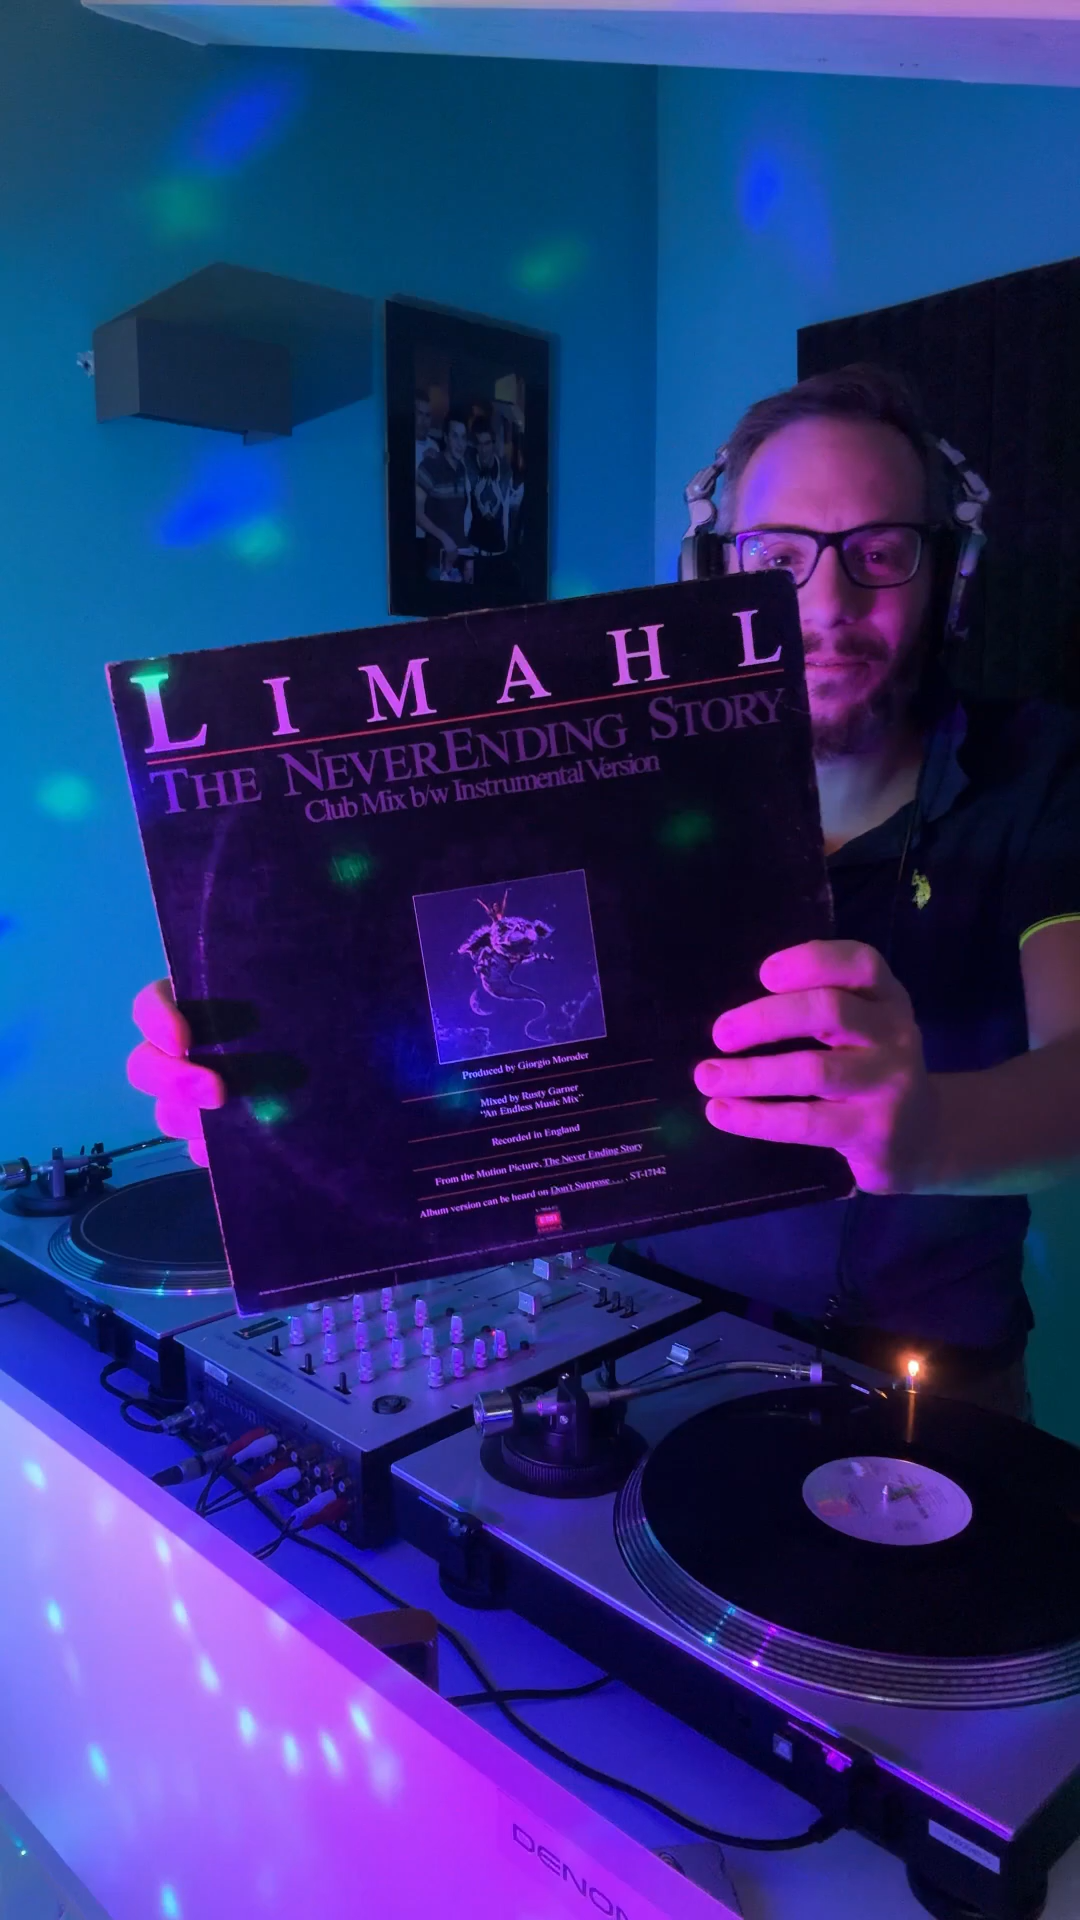 LIMAHL
THE NEVERENDING STORY
Club Mix b/w Instrumental Version
Produced by Giorgio Moroder
Mixed by Rusty Garner
"An Endless Music Mix"
Recorded in England
From the Motion Picture, The Never Ending Story
Album version can be heard on Don't Suppose . . . , ST-17142
EMI
DENON